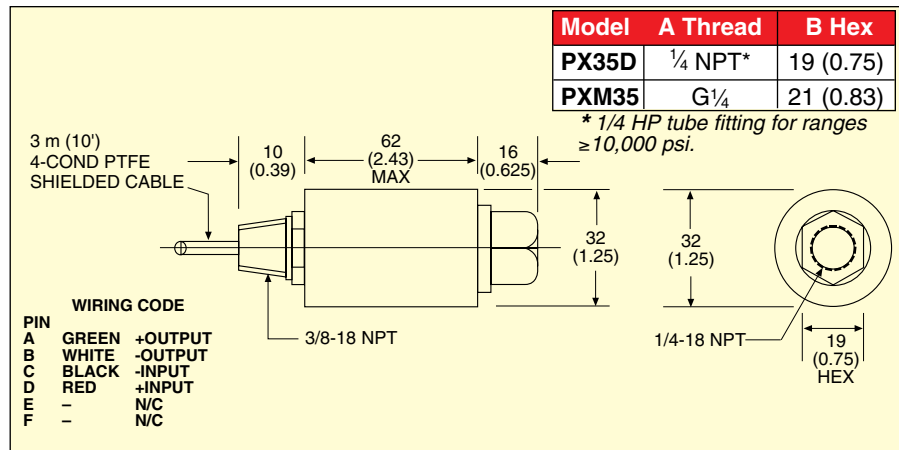 Model A Thread B Hex
PX35D ¼ NPT* 19 (0.75)
PXM35 G¼ 21 (0.83)
* 1/4 HP tube fitting for ranges
≥10,000 psi.
3 m (10')
4-COND PTFE
SHIELDED CABLE
10
(0.39)
62
(2.43)
MAX
16
(0.625)
32
(1.25)
32
(1.25)
3/8-18 NPT
1/4-18 NPT
19
(0.75)
HEX
WIRING CODE
PIN
A GREEN +OUTPUT
B WHITE -OUTPUT
C BLACK -INPUT
D RED +INPUT
E – N/C
F – N/C